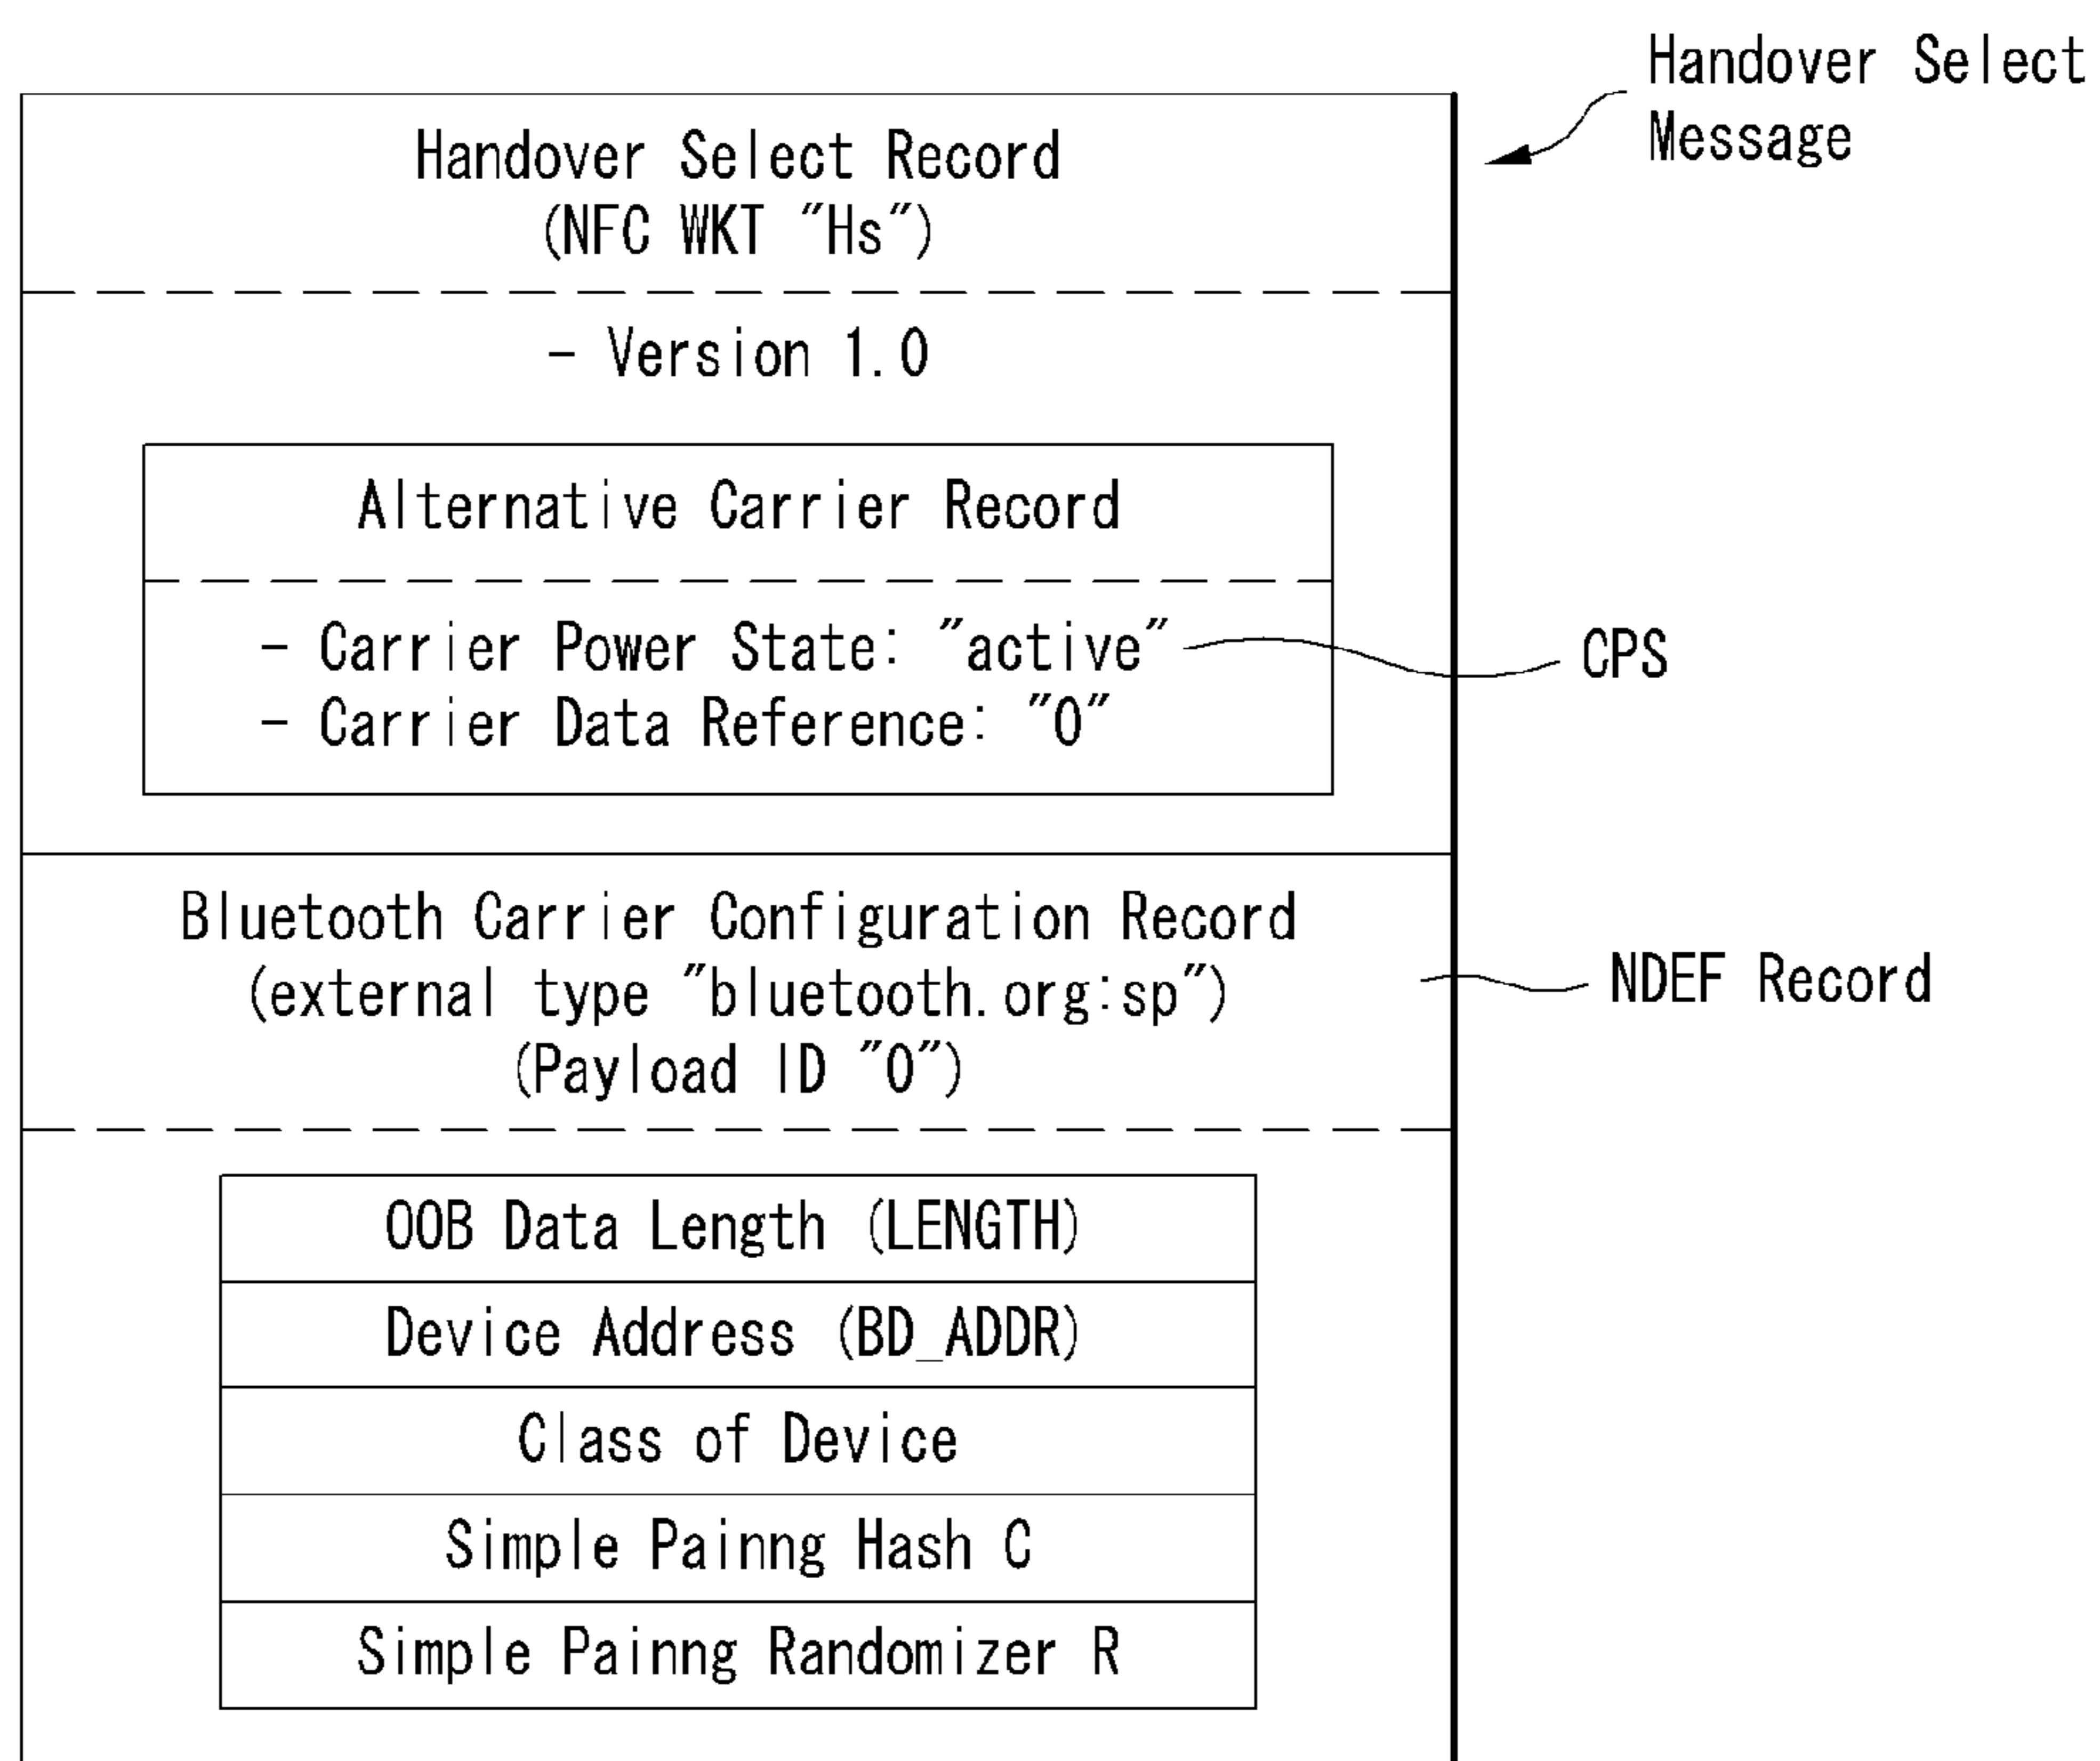 Handover Select
Message
Handover Select Record
(NFC WKT "Hs")
- Version 1.0
Alternative Carrier Record
- Carrier Power State: "active"
CPS
- Carrier Data Reference: "0"
Bluetooth Carrier Configuration Record
(external type "bluetooth.org:sp")
NDEF Record
(Payload ID "0")
OOB Data Length (LENGTH)
Device Address (BD_ADDR)
Class of Device
Simple Painng Hash C
Simple Painng Randomizer R